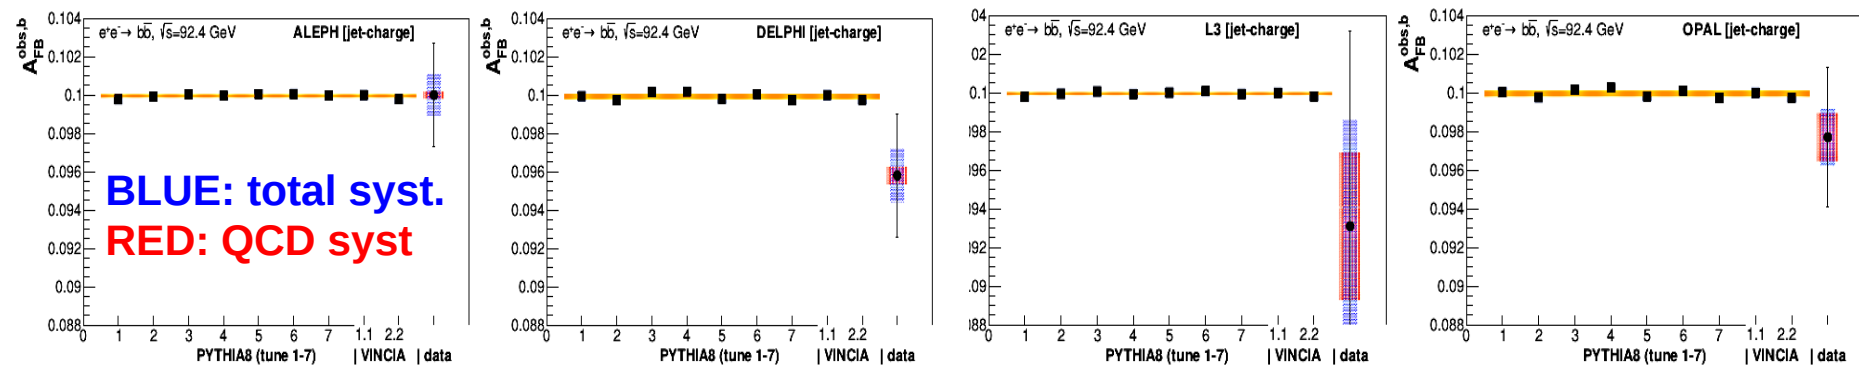 A_FB^obs,b
0.104
e⁺e⁻→ bb̅, √s=92.4 GeV
ALEPH [jet-charge]
0.102
0.1
0.098
0.096
0.094
0.092
0.09
0.088
BLUE: total syst.
RED: QCD syst
0 1 2 3 4 5 6 7 1.1 2.2
PYTHIA8 (tune 1-7) | VINCIA | data
A_FB^obs,b
0.104
e⁺e⁻→ bb̅, √s=92.4 GeV
DELPHI [jet-charge]
0.102
0.1
0.098
0.096
0.094
0.092
0.09
0.088
0 1 2 3 4 5 6 7 1.1 2.2
PYTHIA8 (tune 1-7) | VINCIA | data
04
e⁺e⁻→ bb̅, √s=92.4 GeV
L3 [jet-charge]
.102
0.1
98
96
94
92
.09
88
0 1 2 3 4 5 6 7 1.1 2.2
PYTHIA8 (tune 1-7) | VINCIA | data
A_FB^obs,b
0.104
e⁺e⁻→ bb̅, √s=92.4 GeV
OPAL [jet-charge]
0.102
0.1
0.098
0.096
0.094
0.092
0.09
0.088
0 1 2 3 4 5 6 7 1.1 2.2
PYTHIA8 (tune 1-7) | VINCIA | data